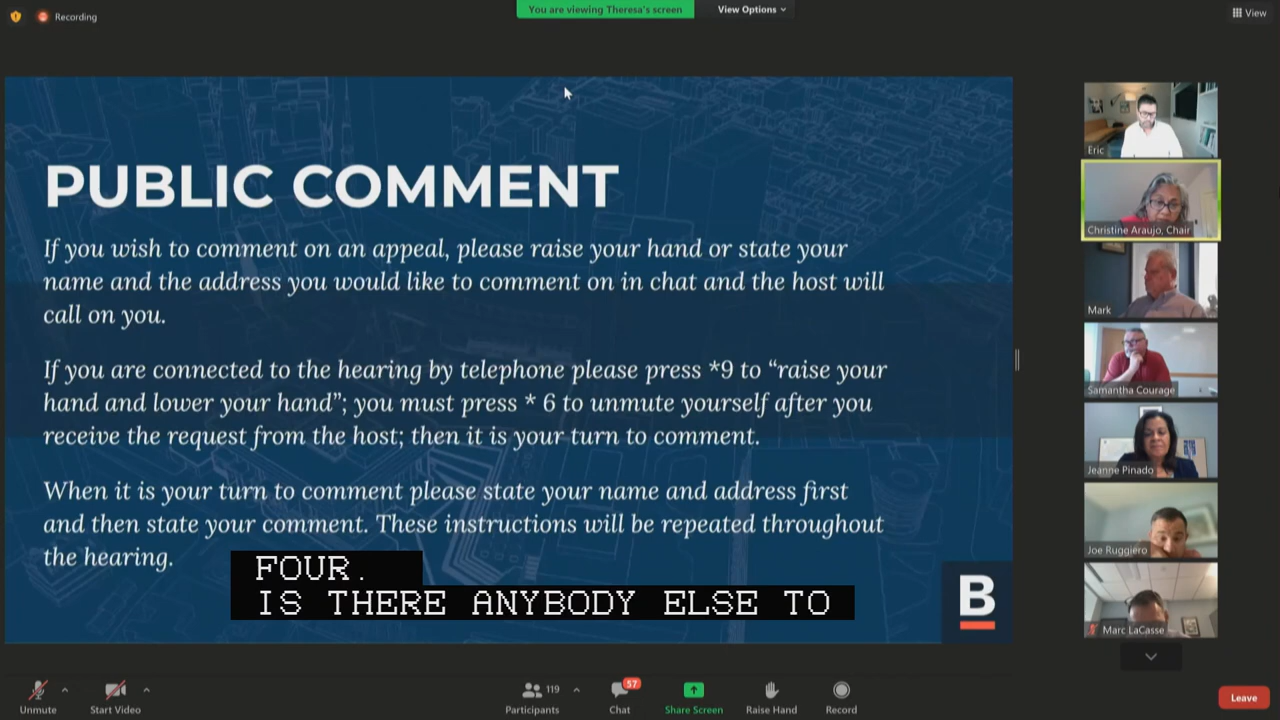 Recording
You are viewing Theresa's screen
View Options
View
PUBLIC COMMENT
If you wish to comment on an appeal, please raise your hand or state your
name and the address you would like to comment on in chat and the host will
call on you.
If you are connected to the hearing by telephone please press *9 to “raise your
hand and lower your hand”; you must press * 6 to unmute yourself after you
receive the request from the host; then it is your turn to comment.
When it is your turn to comment please state your name and address first
and then state your comment. These instructions will be repeated throughout
the hearing.
FOUR.
IS THERE ANYBODY ELSE TO
B
Eric
Christine Araujo, Chair
Mark
Samantha Courage
Jeanne Pinado
Joe Ruggiero
Marc LaCasse
Unmute
Start Video
119
Participants
57
Chat
Share Screen
Raise Hand
Record
Leave